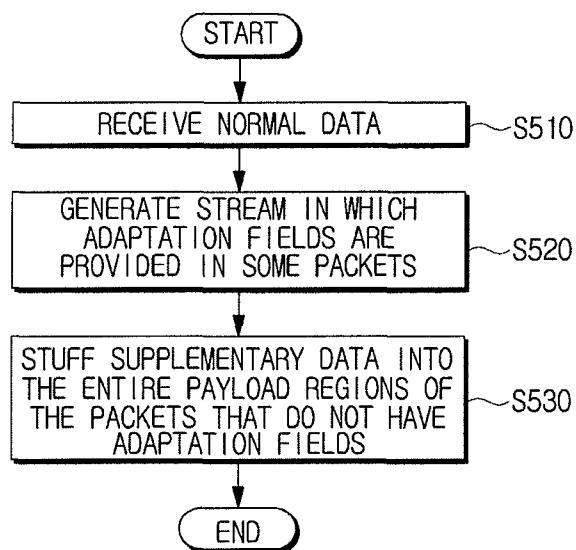 START
RECEIVE NORMAL DATA
S510
GENERATE STREAM IN WHICH
ADAPTATION FIELDS ARE
PROVIDED IN SOME PACKETS
S520
STUFF SUPPLEMENTARY DATA INTO
THE ENTIRE PAYLOAD REGIONS OF
THE PACKETS THAT DO NOT HAVE
ADAPTATION FIELDS
S530
END